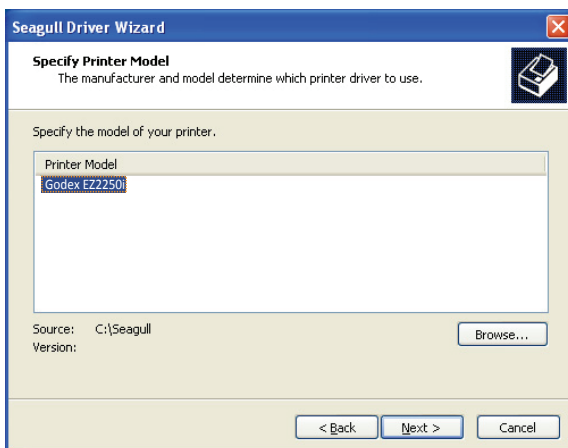 Seagull Driver Wizard
Specify Printer Model
The manufacturer and model determine which printer driver to use.
Specify the model of your printer.
Printer Model
Godex EZ2250i
Source: C:\Seagull
Browse...
Version:
< Back Next > Cancel